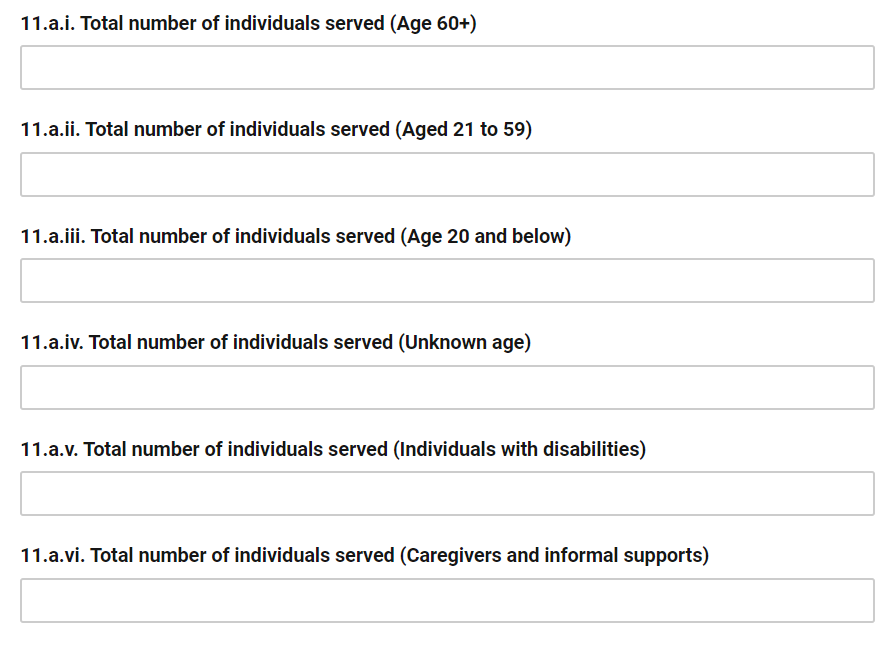 11.a.i. Total number of individuals served (Age 60+)
11.a.ii. Total number of individuals served (Aged 21 to 59)
11.a.iii. Total number of individuals served (Age 20 and below)
11.a.iv. Total number of individuals served (Unknown age)
11.a.v. Total number of individuals served (Individuals with disabilities)
11.a.vi. Total number of individuals served (Caregivers and informal supports)